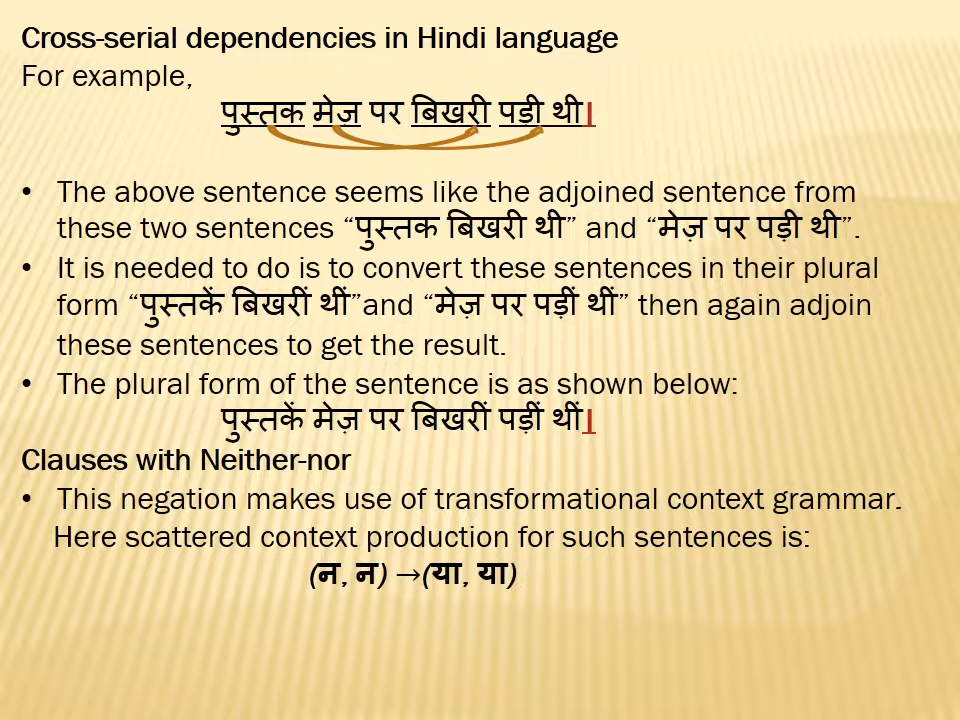 Cross-serial dependencies in Hindi language
For example,
पुस्तक मेज़ पर बिखरी पड़ी थी|
• The above sentence seems like the adjoined sentence from
these two sentences “पुस्तक बिखरी थी” and “मेज़ पर पड़ी थी”.
• It is needed to do is to convert these sentences in their plural
form “पुस्तकें बिखरीं थीं”and “मेज़ पर पड़ीं थीं” then again adjoin
these sentences to get the result.
• The plural form of the sentence is as shown below:
पुस्तकें मेज़ पर बिखरीं पड़ीं थीं|
Clauses with Neither-nor
• This negation makes use of transformational context grammar.
Here scattered context production for such sentences is:
(न, न) →(या, या)